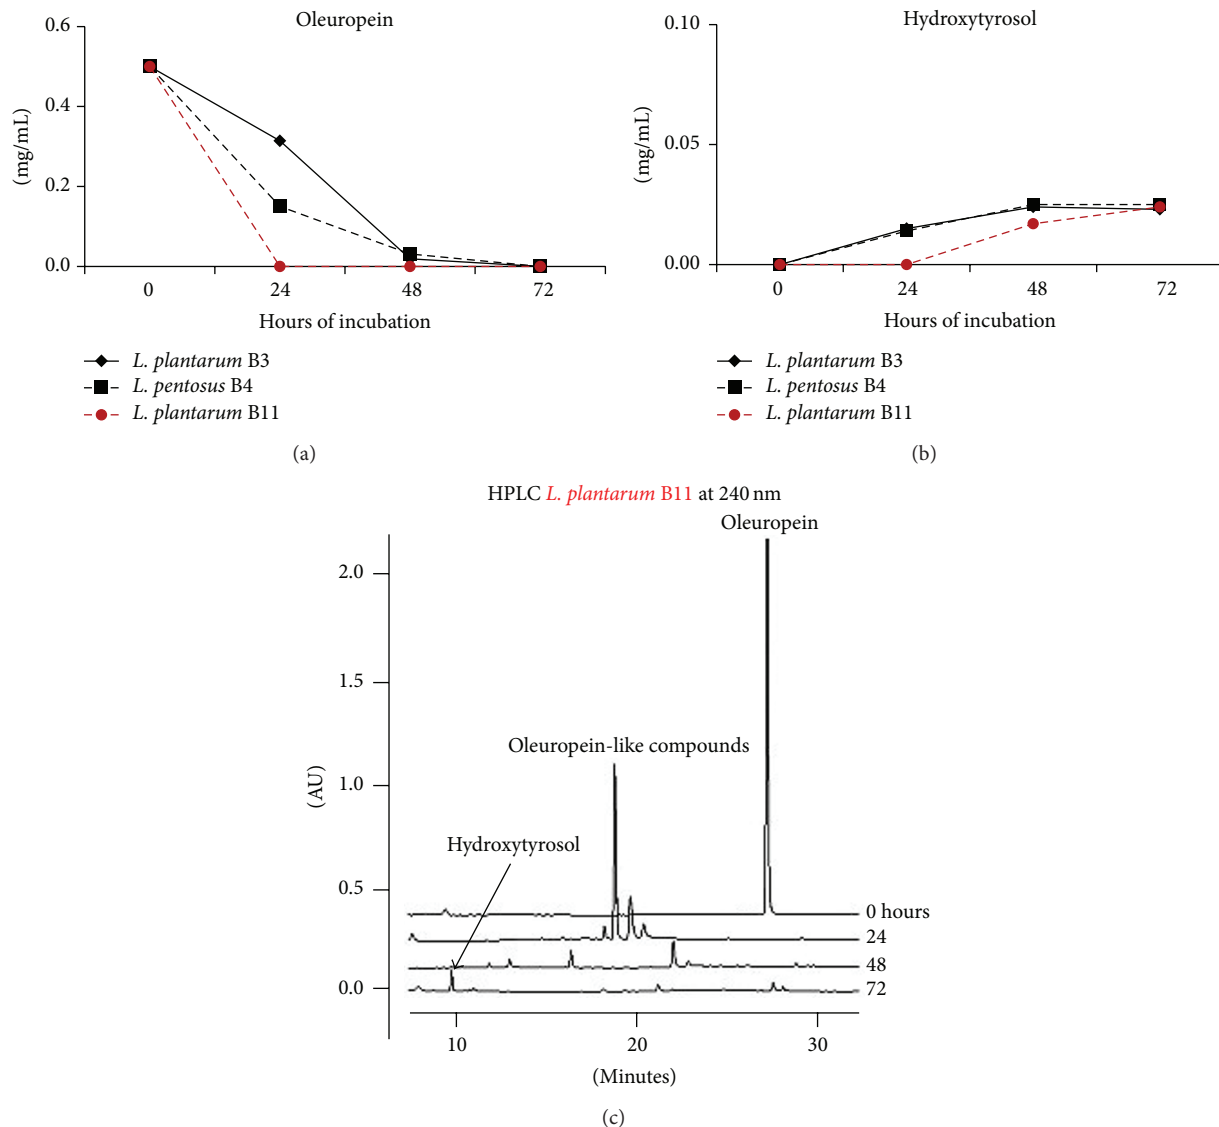 Oleuropein
0.6
0.4
0.2
0.0
(mg/mL)
0 24 48 72
Hours of incubation
L. plantarum B3
L. pentosus B4
L. plantarum B11
(a)
Hydroxytyrosol
0.10
0.05
0.00
(mg/mL)
0 24 48 72
Hours of incubation
L. plantarum B3
L. pentosus B4
L. plantarum B11
(b)
HPLC L. plantarum B11 at 240 nm
Oleuropein
2.0
1.5
Oleuropein-like compounds
1.0
(AU)
Hydroxytyrosol
0.5
0 hours
24
48
72
0.0
10 20 30
(Minutes)
(c)